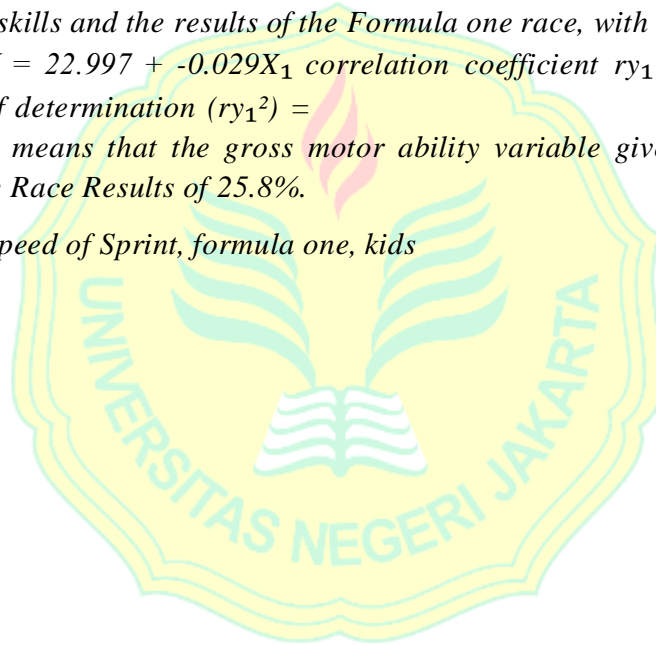 skills and the results of the Formula one race, with
= 22.997 + -0.029X₁ correlation coefficient ry₁
f determination (ry₁²) =
means that the gross motor ability variable give
Race Results of 25.8%.
peed of Sprint, formula one, kids
UNIVERSITAS NEGERI JAKARTA